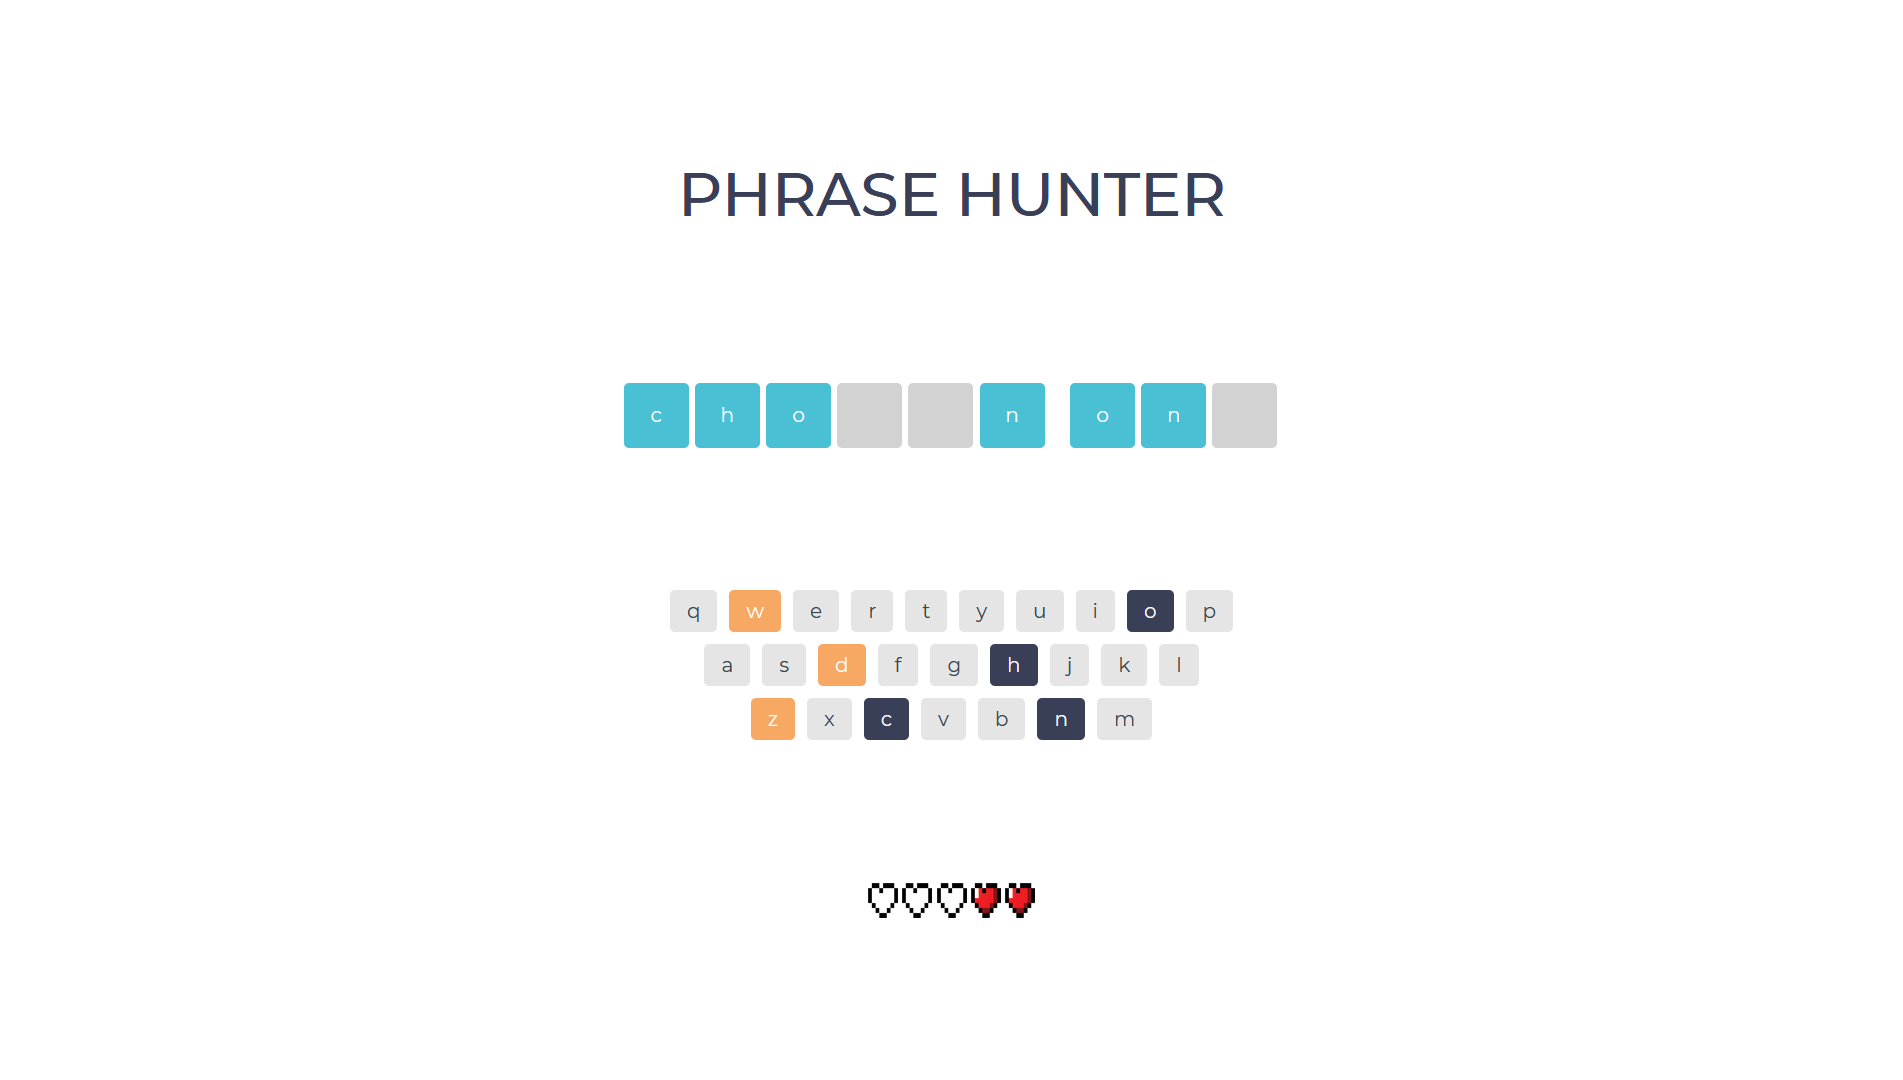 PHRASE HUNTER
c h o n o n
q w e r t y u i o p
a s d f g h j k l
z x c v b n m